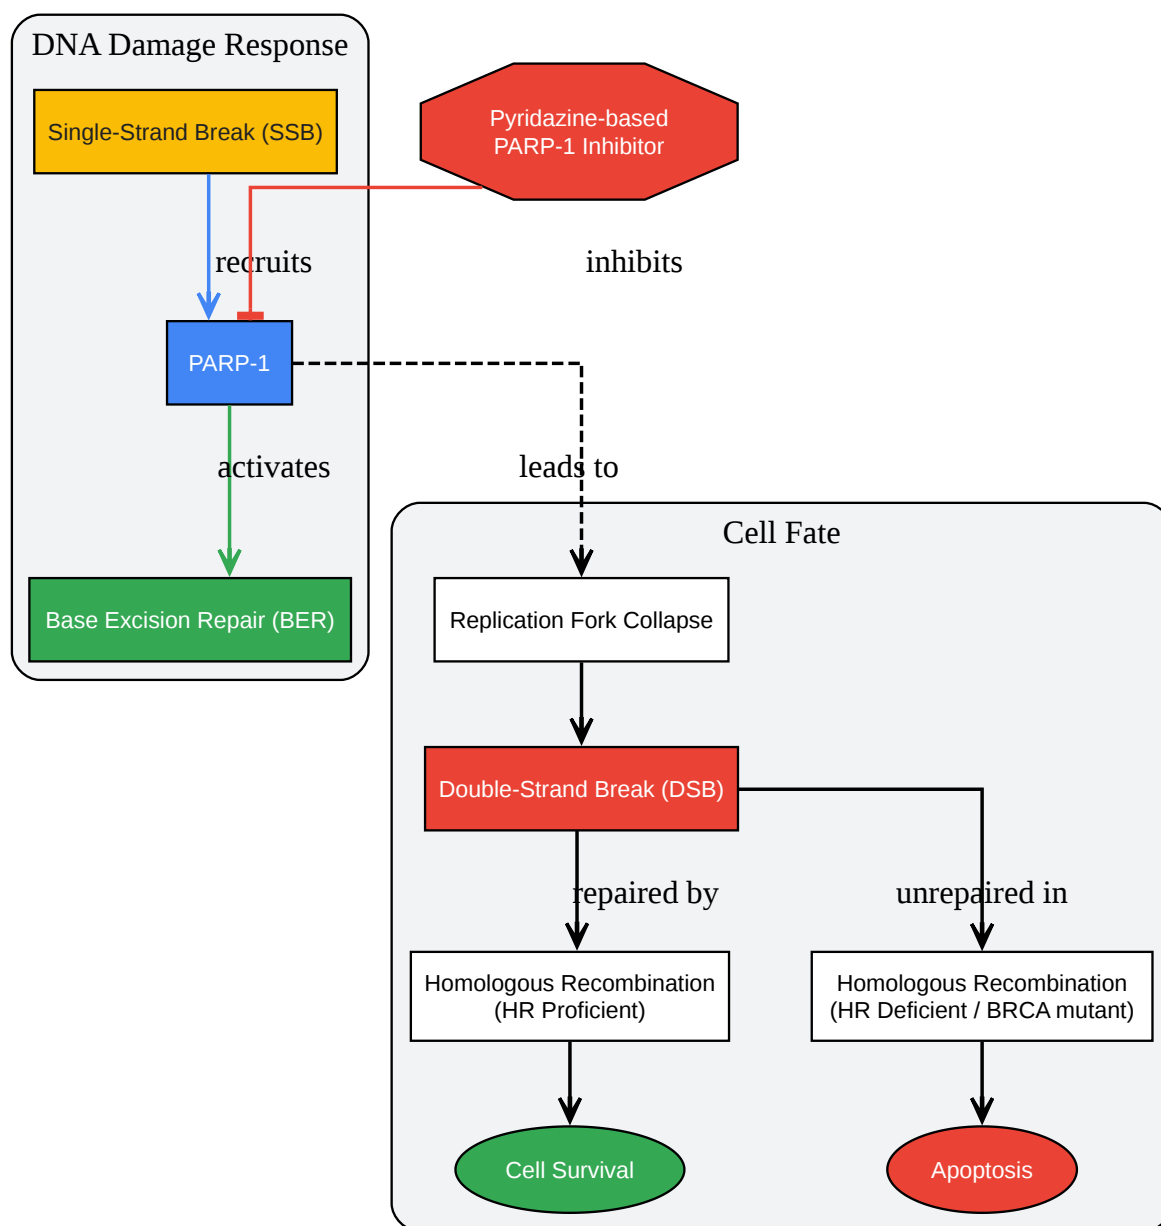 DNA Damage Response
Single-Strand Break (SSB)
Pyridazine-based
PARP-1 Inhibitor
recruits
inhibits
PARP-1
activates
leads to
Cell Fate
Base Excision Repair (BER)
Replication Fork Collapse
Double-Strand Break (DSB)
repaired by
unrepaired in
Homologous Recombination
(HR Proficient)
Homologous Recombination
(HR Deficient / BRCA mutant)
Cell Survival
Apoptosis